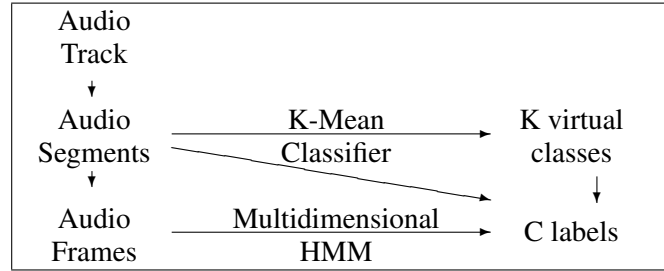 Audio
Track
Audio
Segments
K-Mean
Classifier
K virtual
classes
Audio
Frames
Multidimensional
HMM
C labels